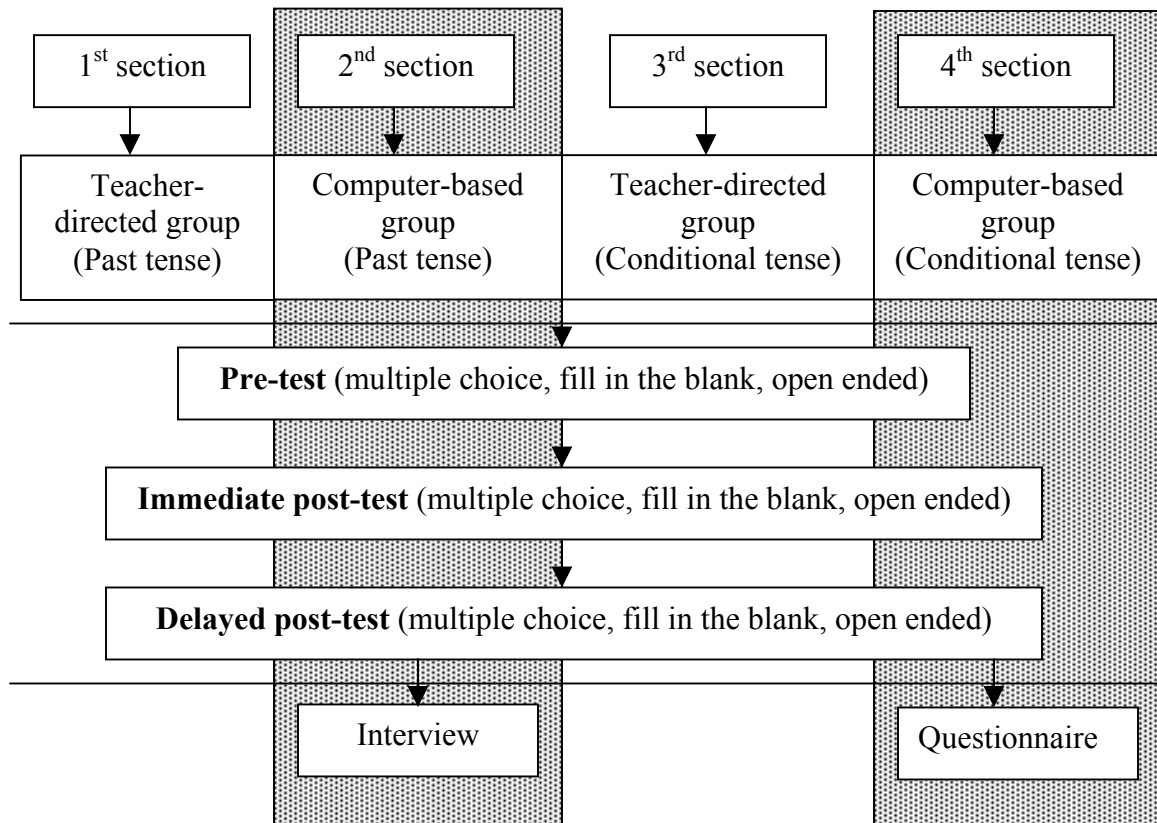 1st section
2nd section
3rd section
4th section
Teacher-
directed group
(Past tense)
Computer-based
group
(Past tense)
Teacher-directed
group
(Conditional tense)
Computer-based
group
(Conditional tense)
Pre-test (multiple choice, fill in the blank, open ended)
Immediate post-test (multiple choice, fill in the blank, open ended)
Delayed post-test (multiple choice, fill in the blank, open ended)
Interview
Questionnaire